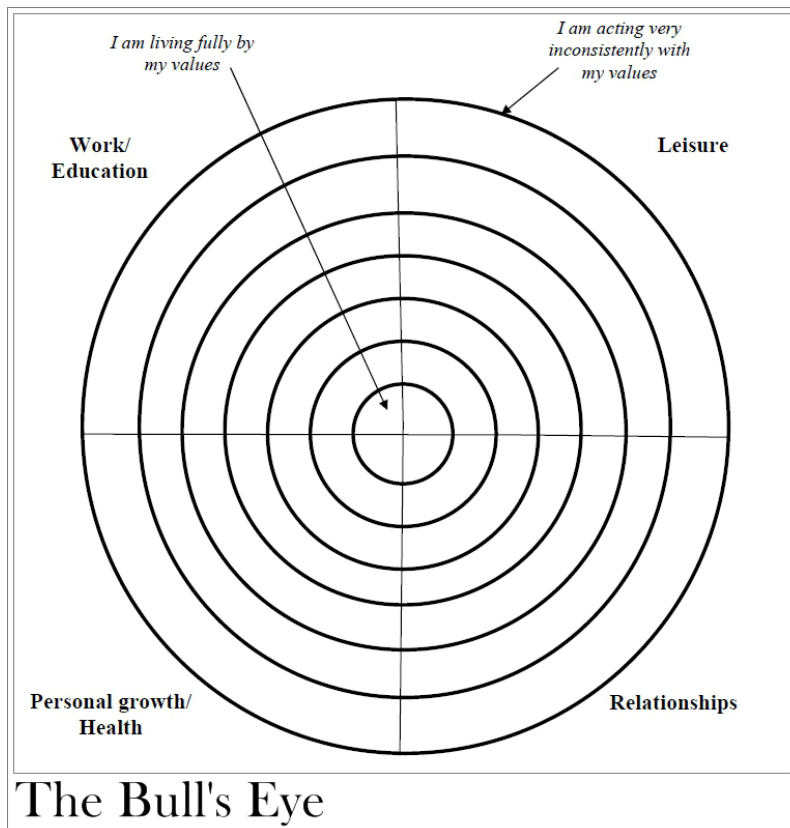 I am living fully by
my values
I am acting very
inconsistently with
my values
Work/
Education
Leisure
Personal growth/
Health
Relationships
The Bull's Eye